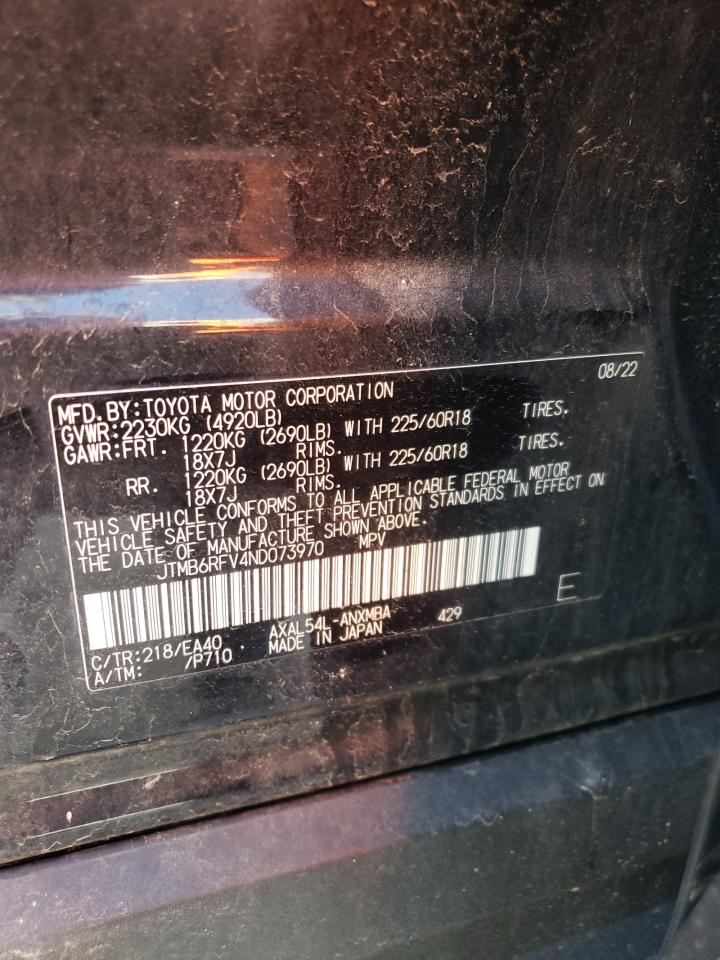 08/22
MFD. BY:TOYOTA MOTOR CORPORATION
GVWR:2230KG (4920LB)
GAWR:FRT. 1220KG (2690LB) WITH 225/60R18 TIRES.
18X7J RIMS.
RR. 1220KG (2690LB) WITH 225/60R18 TIRES.
18X7J RIMS.
THIS VEHICLE CONFORMS TO ALL APPLICABLE FEDERAL MOTOR
VEHICLE SAFETY AND THEFT PREVENTION STANDARDS IN EFFECT ON
THE DATE OF MANUFACTURE SHOWN ABOVE.
JTMB6RFV4ND073970 MPV
E
C/TR:218/EA40 AXAL54L-ANXMBA 429
A/TM: /P710 MADE IN JAPAN